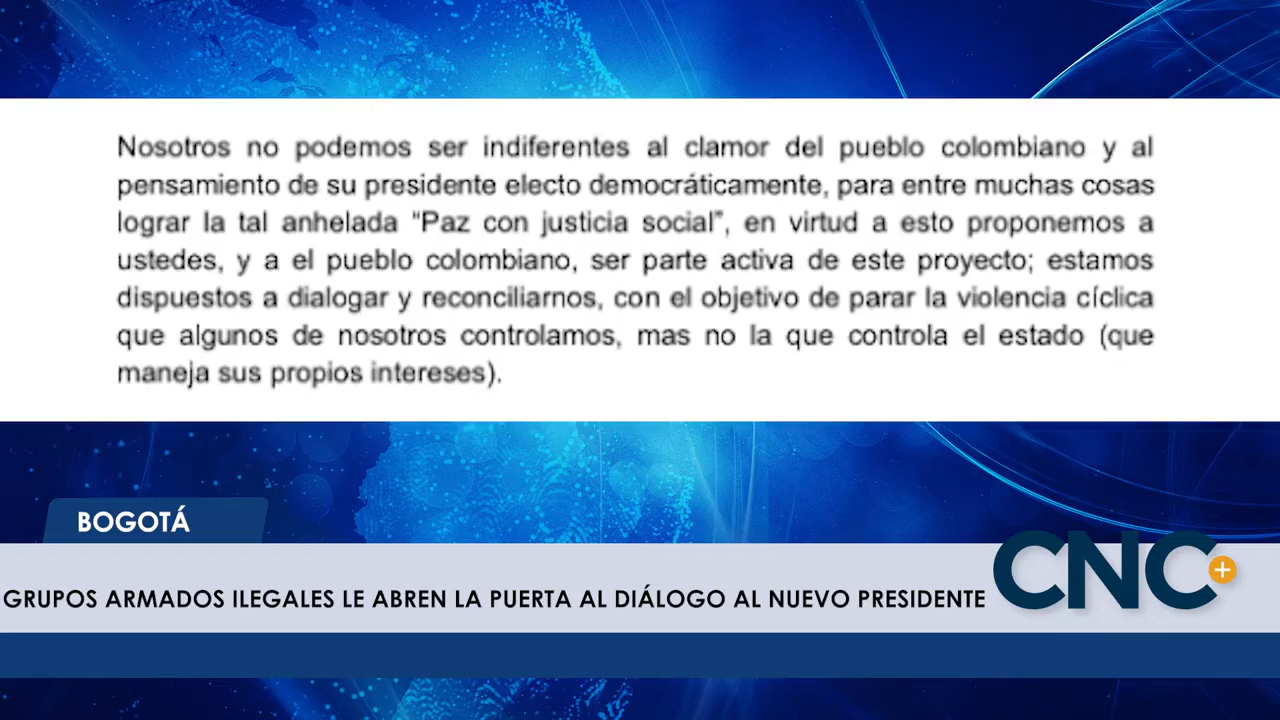 Nosotros no podemos ser indiferentes al clamor del pueblo colombiano y al
pensamiento de su presidente electo democráticamente, para entre muchas cosas
lograr la tal anhelada “Paz con justicia social”, en virtud a esto proponemos a
ustedes, y a el pueblo colombiano, ser parte activa de este proyecto; estamos
dispuestos a dialogar y reconciliarnos, con el objetivo de parar la violencia cíclica
que algunos de nosotros controlamos, mas no la que controla el estado (que
maneja sus propios intereses).
BOGOTÁ
GRUPOS ARMADOS ILEGALES LE ABREN LA PUERTA AL DIÁLOGO AL NUEVO PRESIDENTE
CNC+